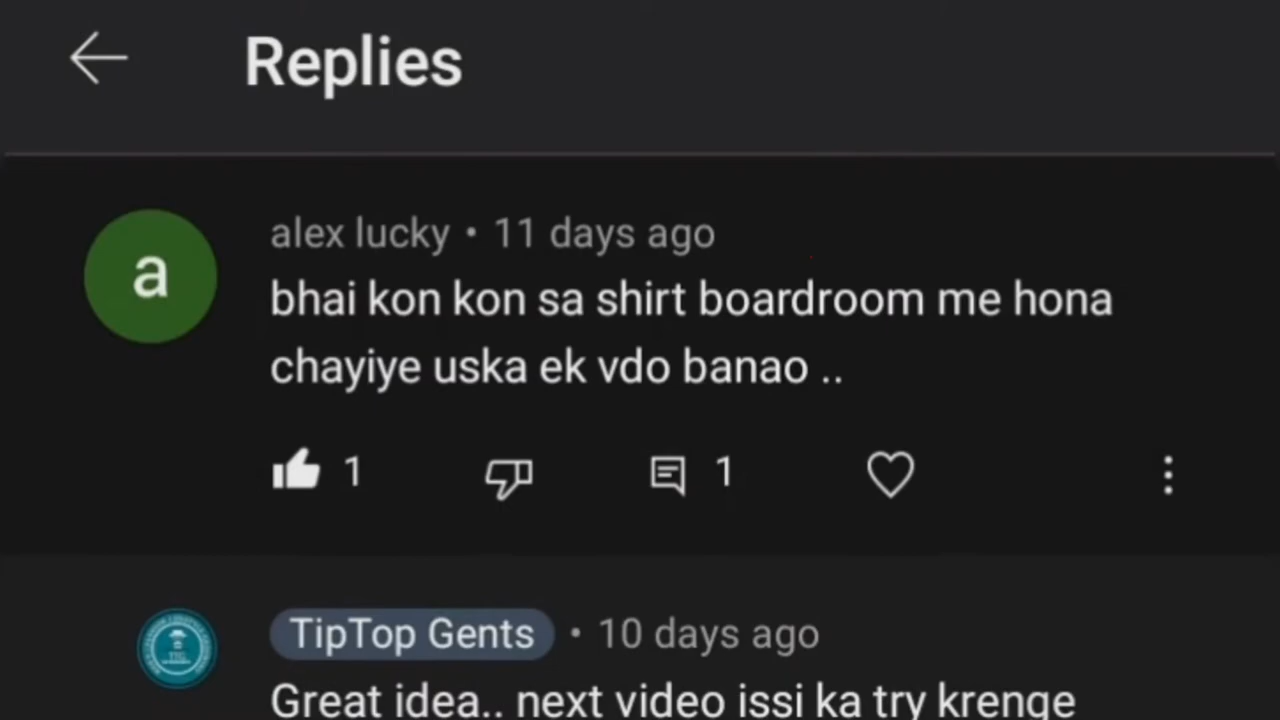 Replies
a
alex lucky • 11 days ago
bhai kon kon sa shirt boardroom me hona
chayiye uska ek vdo banao ..
1
1
TipTop Gents • 10 days ago
Great idea.. next video issi ka try krenge